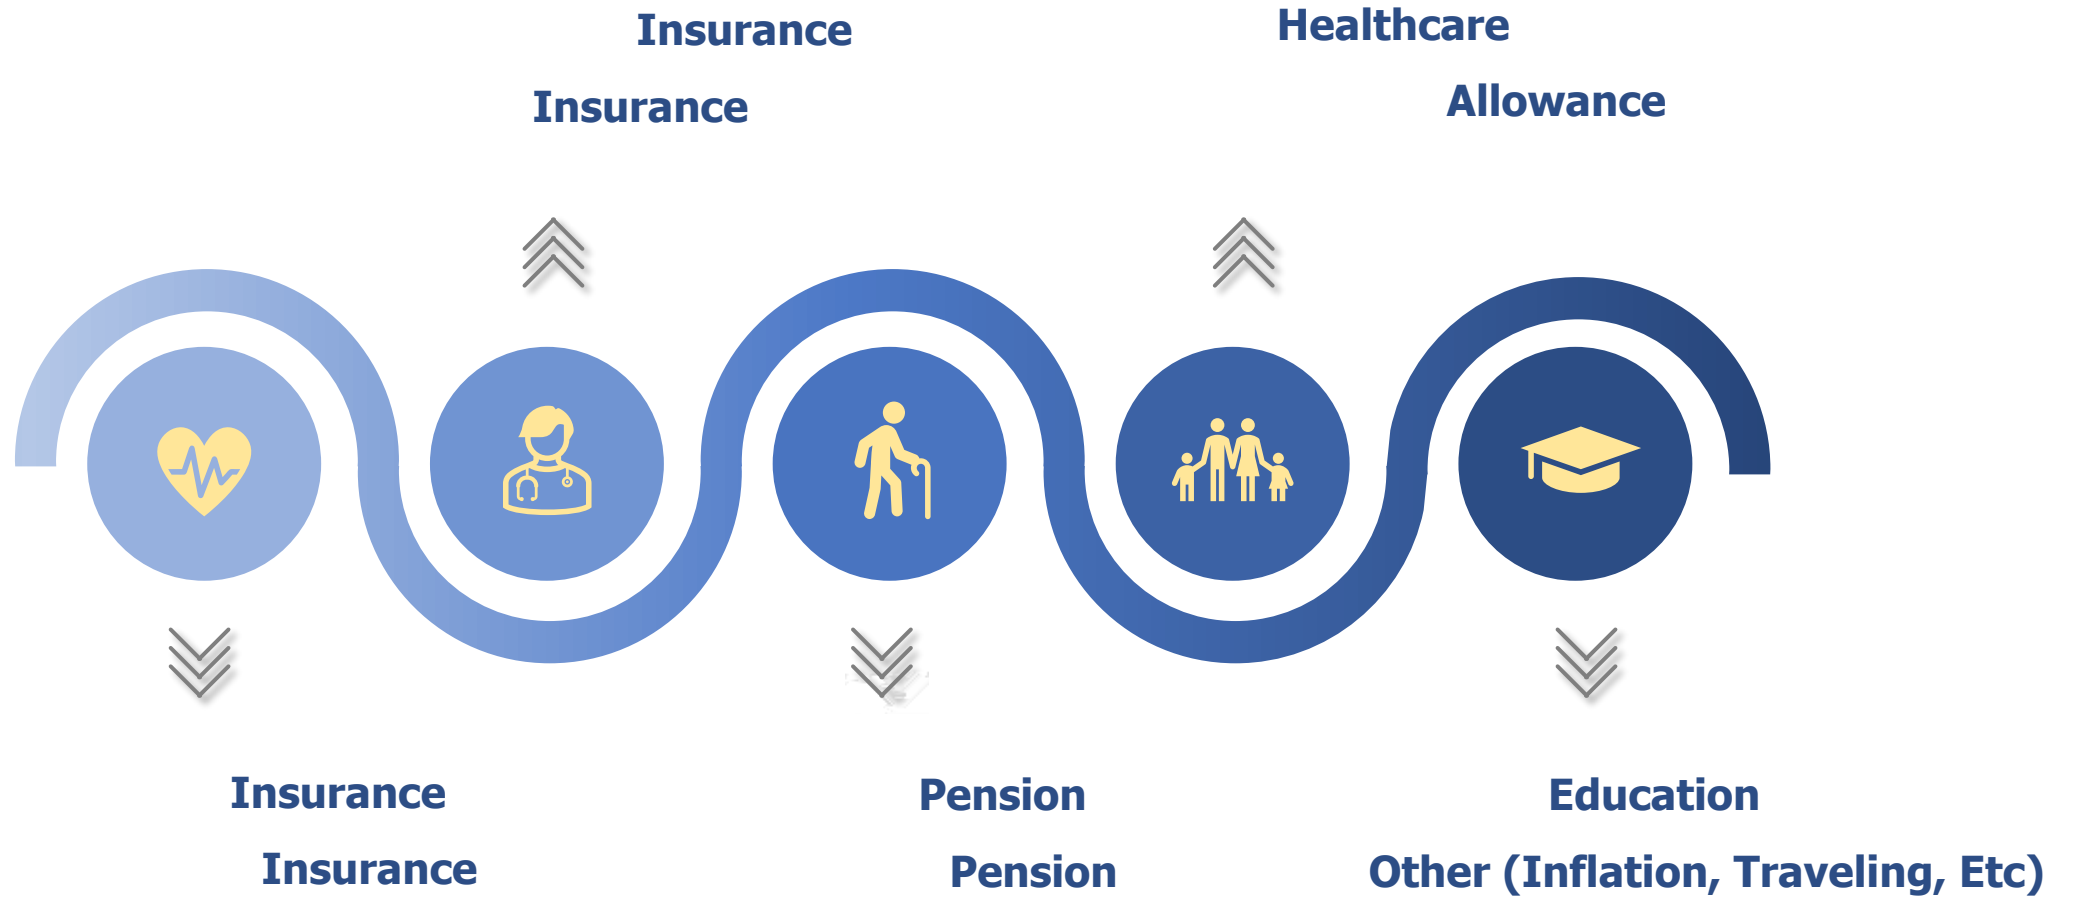 Insurance
Insurance
Healthcare
Allowance
Insurance
Insurance
Pension
Pension
Education
Other (Inflation, Traveling, Etc)